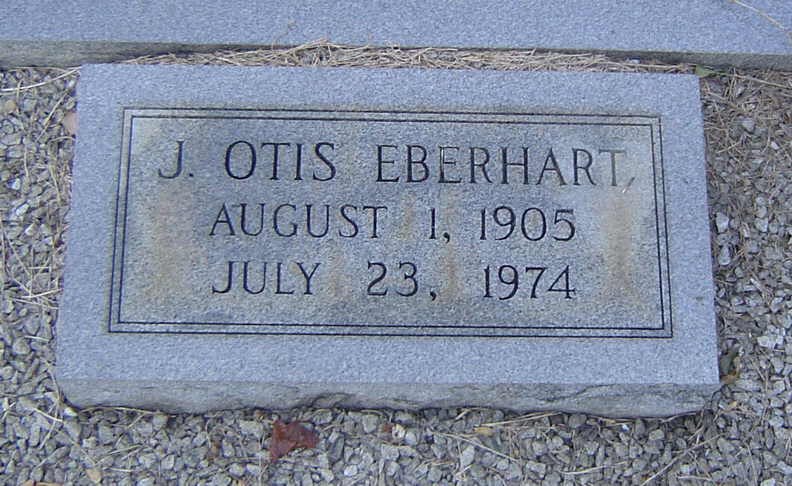 J. OTIS EBERHART,
AUGUST 1, 1905
JULY 23, 1974